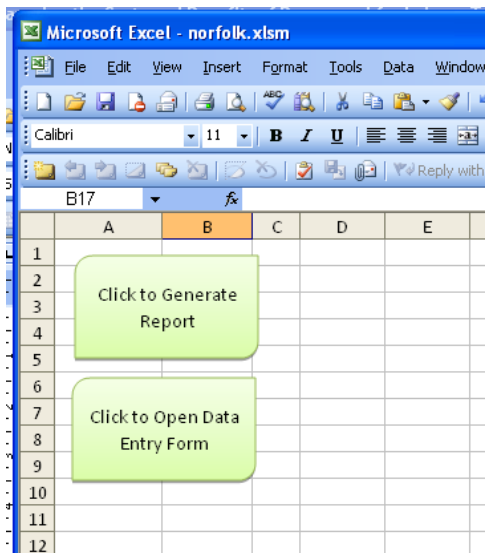 Microsoft Excel - norfolk.xlsm
File Edit View Insert Format Tools Data Window
ABC
Calibri 11 B I U a
Reply with
B17 fx
A B C D E
1
2
3
4
5
6
7
8
9
10
11
12
Click to Generate
Report
Click to Open Data
Entry Form